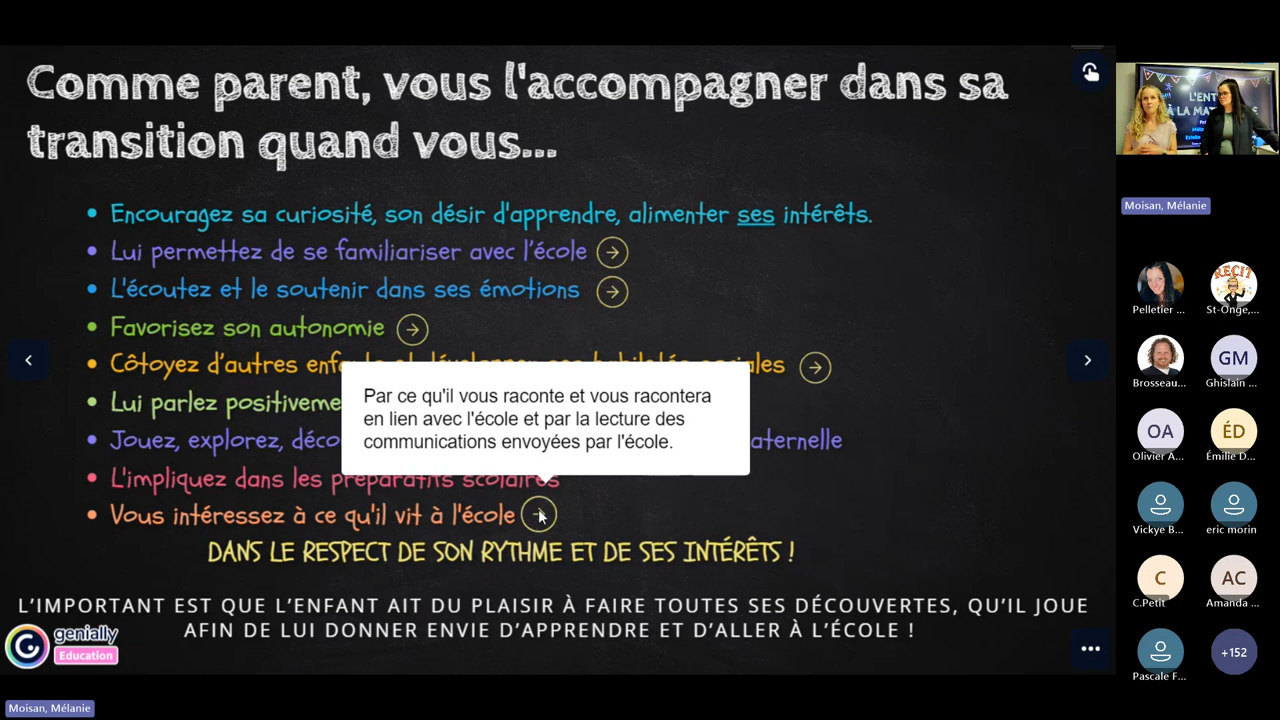 Comme parent, vous l'accompagner dans sa
transition quand vous...
Encouragez sa curiosité, son désir d'apprendre, alimenter ses intérêts.
Lui permettez de se familiariser avec l'école
L'écoutez et le soutenir dans ses émotions
Favorisez son autonomie
Côtoyez d'autres
Par ce qu'il vous raconte et vous racontera
en lien avec l'école et par la lecture des
communications envoyées par l'école.
Lui parlez
L'impliquez dans les préparatifs scolaires
Vous intéressez à ce qu'il vit à l'école
DANS LE RESPECT DE SON RYTHME ET DE SES INTÉRÊTS !
L'IMPORTANT EST QUE L'ENFANT AIT DU PLAISIR À FAIRE TOUTES SES DÉCOUVERTES, QU'IL JOUE
AFIN DE LUI DONNER ENVIE D'APPRENDRE ET D'ALLER À L'ÉCOLE !
genially
Education
Moisan, Mélanie
L'ENT
À LA MAT
Moisan, Mélanie
Pelletier ...
RÉCIT
St-Onge,...
Brosseau...
GM
Ghislain ...
OA
Olivier A...
ÉD
Émilie D...
Vickye B...
eric morin
C
C.Petit
AC
Amanda ...
Pascale F...
+152